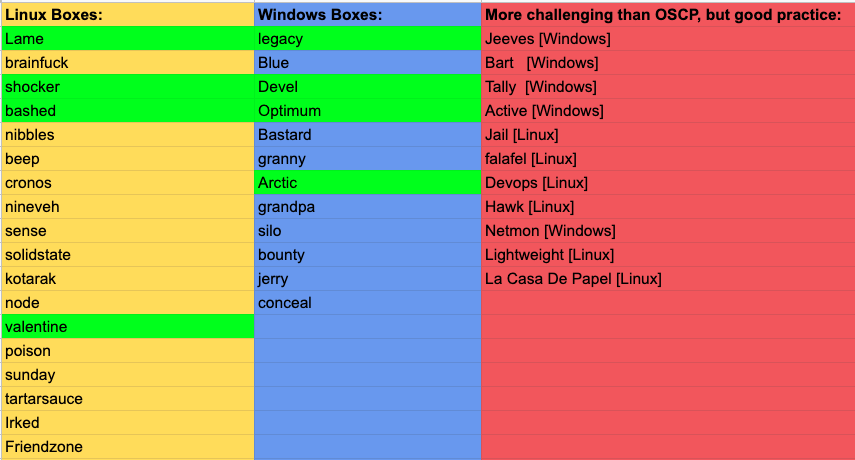 Linux Boxes: Windows Boxes: More challenging than OSCP, but good practice:
Lame legacy Jeeves [Windows]
brainfuck Blue Bart [Windows]
shocker Devel Tally [Windows]
bashed Optimum Active [Windows]
nibbles Bastard Jail [Linux]
beep granny falafel [Linux]
cronos Arctic Devops [Linux]
nineveh grandpa Hawk [Linux]
sense silo Netmon [Windows]
solidstate bounty Lightweight [Linux]
kotarak jerry La Casa De Papel [Linux]
node conceal
valentine
poison
sunday
tartarsauce
Irked
Friendzone